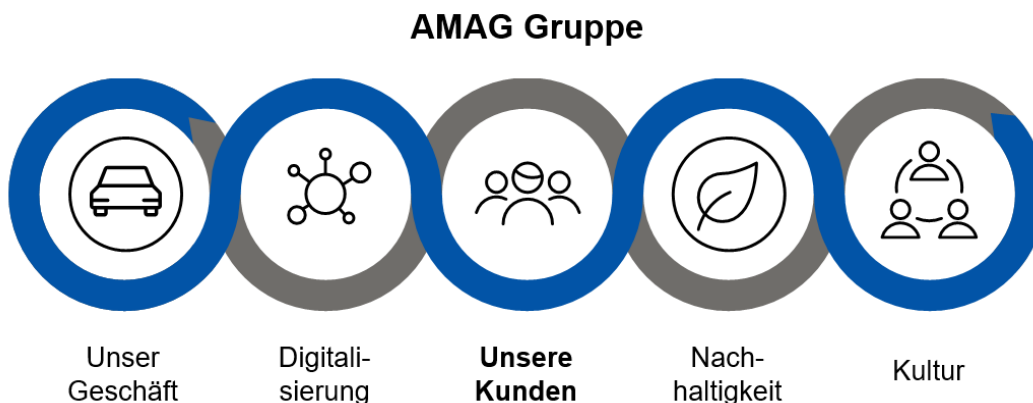 AMAG Gruppe
Unser
Geschäft
Digitali-
sierung
Unsere
Kunden
Nach-
haltigkeit
Kultur